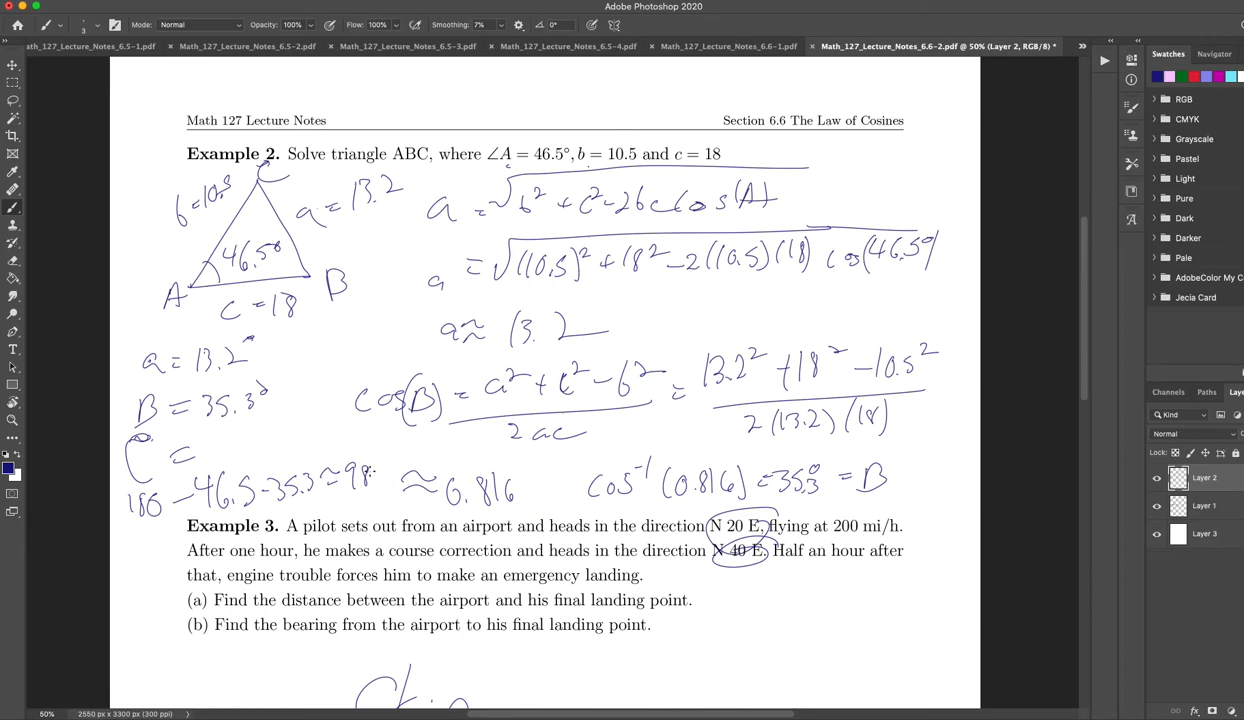 Adobe Photoshop 2020
Mode: Normal Opacity: 100% Flow: 100% Smoothing: 7% 0°
Math_127_Lecture_Notes_6.5-1.pdf × Math_127_Lecture_Notes_6.5-2.pdf × Math_127_Lecture_Notes_6.5-3.pdf × Math_127_Lecture_Notes_6.5-4.pdf × Math_127_Lecture_Notes_6.6-1.pdf × Math_127_Lecture_Notes_6.6-2.pdf @ 50% (Layer 2, RGB/8) *
Swatches Navigator
RGB
CMYK
Grayscale
Pastel
Light
Pure
Dark
Darker
Pale
AdobeColor My C
Jecia Card
Channels Paths Laye
Kind
Normal Opacity
Lock:
Layer 2
Layer 1
Layer 3
Math 127 Lecture Notes Section 6.6 The Law of Cosines
Example 2. Solve triangle ABC, where ∠A = 46.5°, b = 10.5 and c = 18
C
b=10.5 a=13.2
46.5°
A B
c=18
a = √b² + c² - 2bc cos(A)
a = √(10.5)² + 18² - 2(10.5)(18) cos(46.5°)
a ≈ 13.2
a = 13.2
B = 35.3°
C =
180 - 46.5 - 35.3 ≈ 98
cos(B) = a² + c² - b² / 2ac = 13.2² + 18² - 10.5² / 2(13.2)(18)
≈ 0.816 cos⁻¹(0.816) = 35.3° = B
Example 3. A pilot sets out from an airport and heads in the direction N 20 E, flying at 200 mi/h.
After one hour, he makes a course correction and heads in the direction N 40 E. Half an hour after
that, engine trouble forces him to make an emergency landing.
(a) Find the distance between the airport and his final landing point.
(b) Find the bearing from the airport to his final landing point.
50% 2550 px x 3300 px (300 ppi)